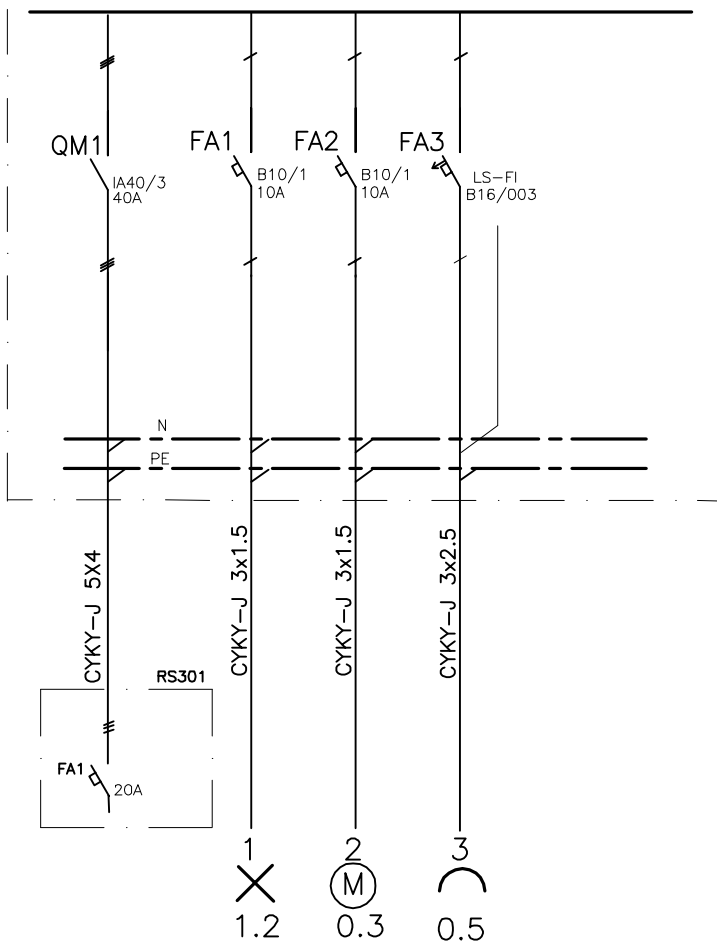 QM1
FA1
FA2
FA3
IA40/3
40A
B10/1
10A
B10/1
10A
LS-FI
B16/003
N
PE
CYKY-J 5X4
CYKY-J 3x1.5
CYKY-J 3x1.5
CYKY-J 3x2.5
RS301
FA1
20A
1
2
3
M
1.2
0.3
0.5